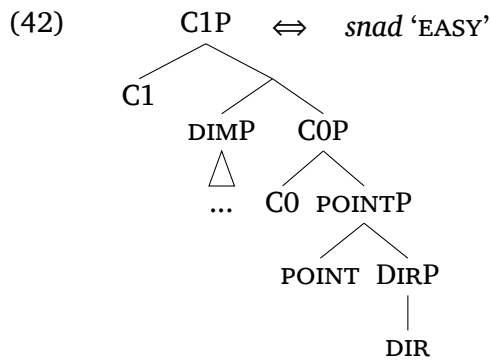 (42) C1P ⇔ snad ‘EASY’
C1
DIMP C0P
... C0 POINTP
POINT DIRP
DIR